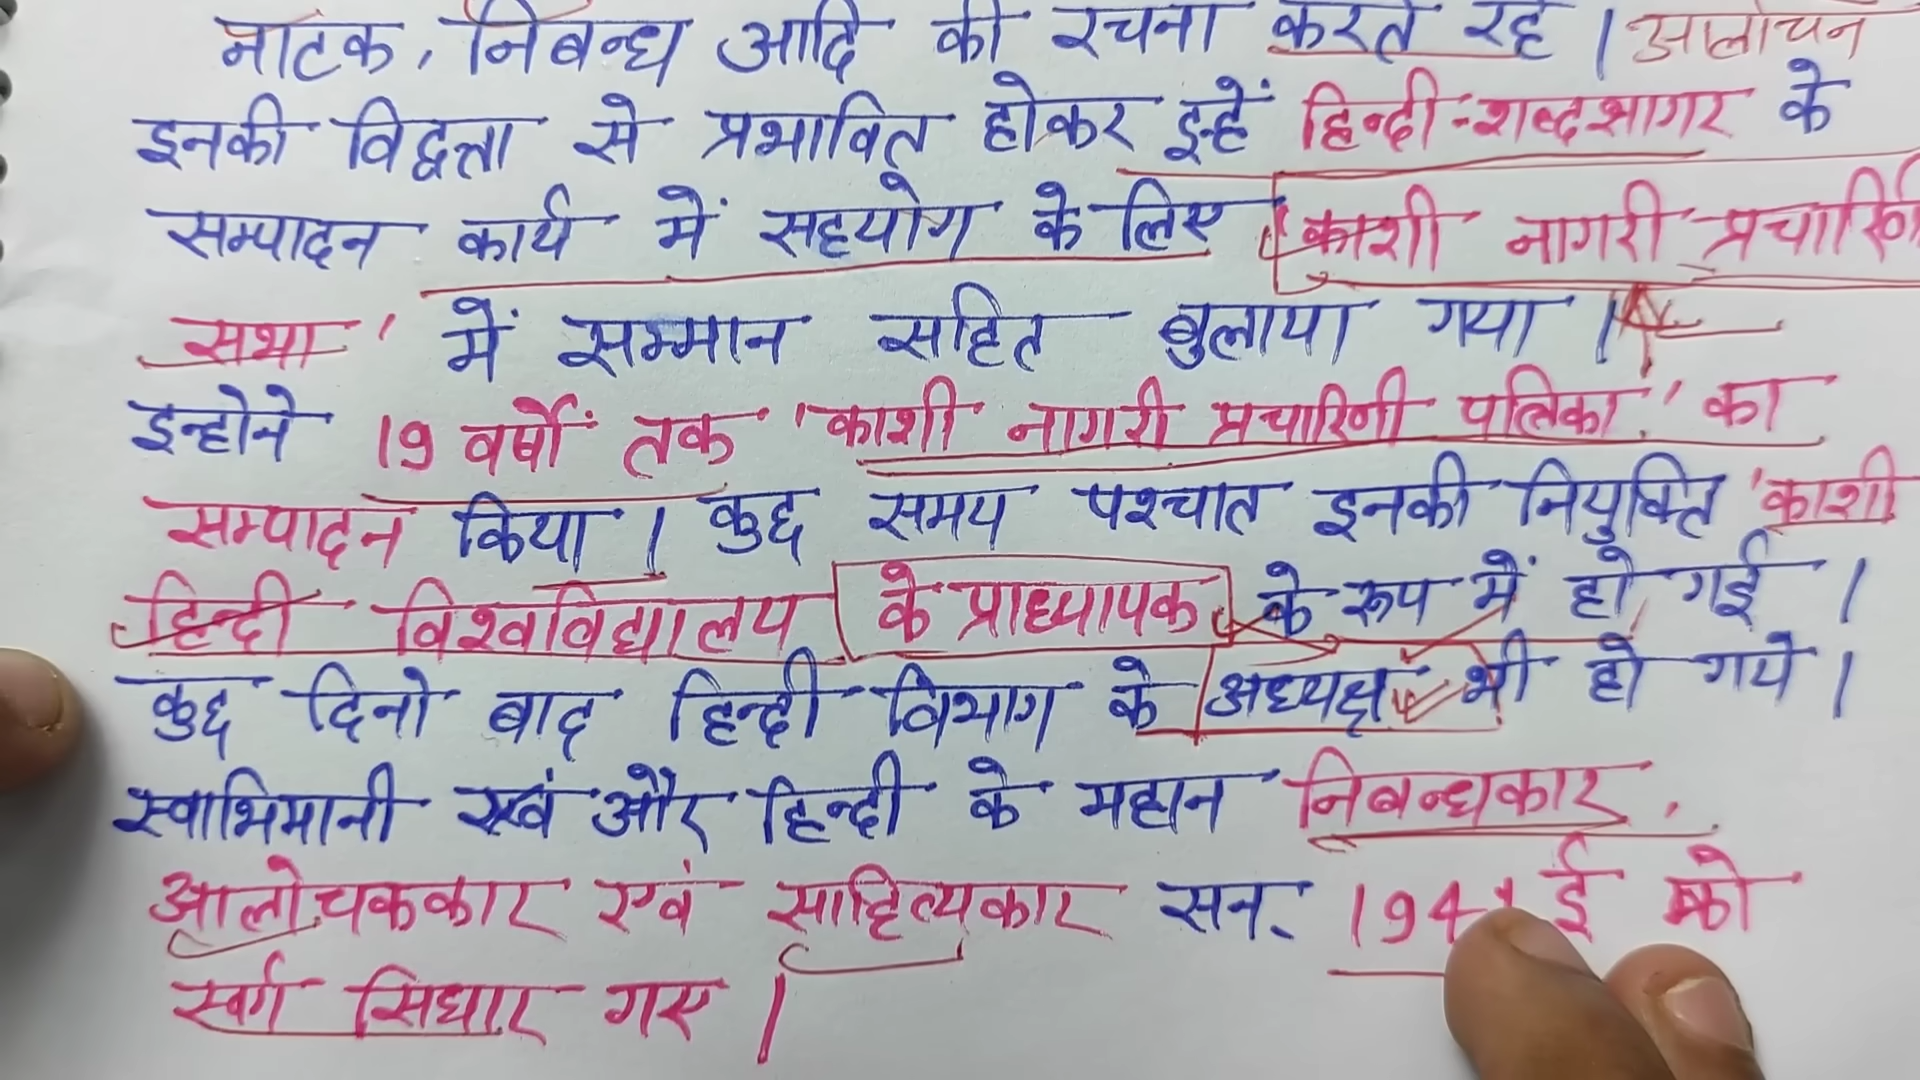 नाटक, निबन्ध आदि की रचना करते रहे । आलोचन
इनकी विद्वत्ता से प्रभावित होकर इन्हें हिन्दी-शब्दसागर के
सम्पादन कार्य में सहयोग के लिए 'काशी नागरी प्रचारिणी
सभा' में सम्मान सहित बुलाया गया ।
इन्होने 19 वर्षों तक 'काशी नागरी प्रचारिणी पत्रिका' का
सम्पादन किया । कुछ समय पश्चात इनकी नियुक्ति 'काशी
हिन्दी विश्वविद्यालय के प्राध्यापक के रूप में हो गई ।
कुछ दिनो बाद हिन्दी विभाग के अध्यक्ष भी हो गये ।
स्वाभिमानी एवं और हिन्दी के महान निबन्धकार,
आलोचककार एवं साहित्यकार सन् 1941 ई को
स्वर्ग सिधार गए ।